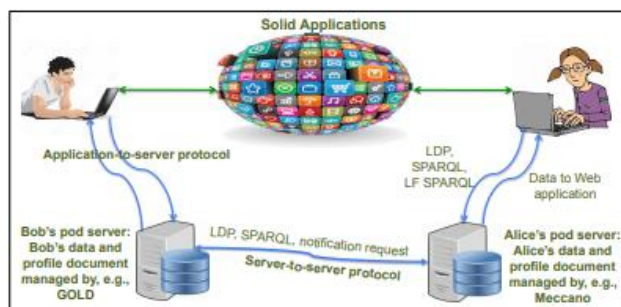 Solid Applications
Application-to-server protocol
LDP,
SPARQL,
LF SPARQL
Data to Web
application
Bob's pod server:
Bob's data and
profile document
managed by, e.g.,
GOLD
LDP, SPARQL, notification request
Server-to-server protocol
Alice's pod server:
Alice's data and
profile document
managed by, e.g.,
Meccano